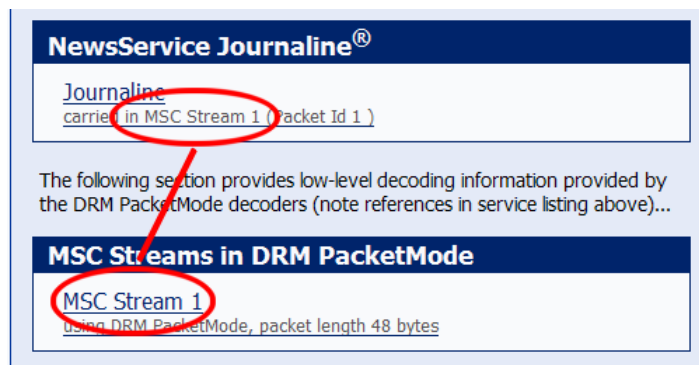 NewsService Journaline®
Journaline
carried in MSC Stream 1 (Packet Id 1 )
The following section provides low-level decoding information provided by
the DRM PacketMode decoders (note references in service listing above)...
MSC Streams in DRM PacketMode
MSC Stream 1
using DRM PacketMode, packet length 48 bytes